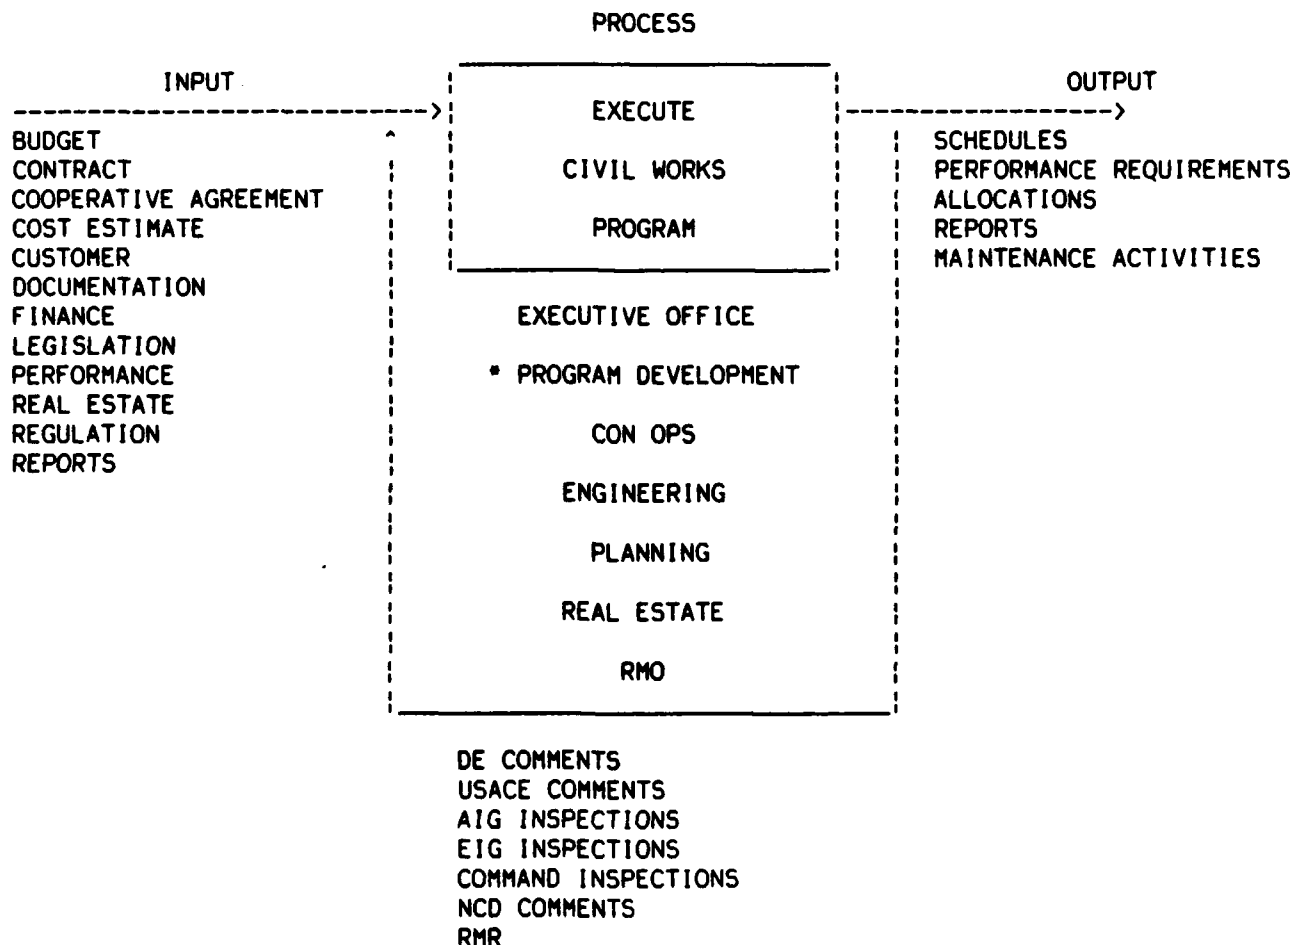 PROCESS
INPUT
OUTPUT
EXECUTE
CIVIL WORKS
PROGRAM
BUDGET
CONTRACT
COOPERATIVE AGREEMENT
COST ESTIMATE
CUSTOMER
DOCUMENTATION
FINANCE
LEGISLATION
PERFORMANCE
REAL ESTATE
REGULATION
REPORTS
SCHEDULES
PERFORMANCE REQUIREMENTS
ALLOCATIONS
REPORTS
MAINTENANCE ACTIVITIES
EXECUTIVE OFFICE
* PROGRAM DEVELOPMENT
CON OPS
ENGINEERING
PLANNING
REAL ESTATE
RMO
DE COMMENTS
USACE COMMENTS
AIG INSPECTIONS
EIG INSPECTIONS
COMMAND INSPECTIONS
NCD COMMENTS
RMR